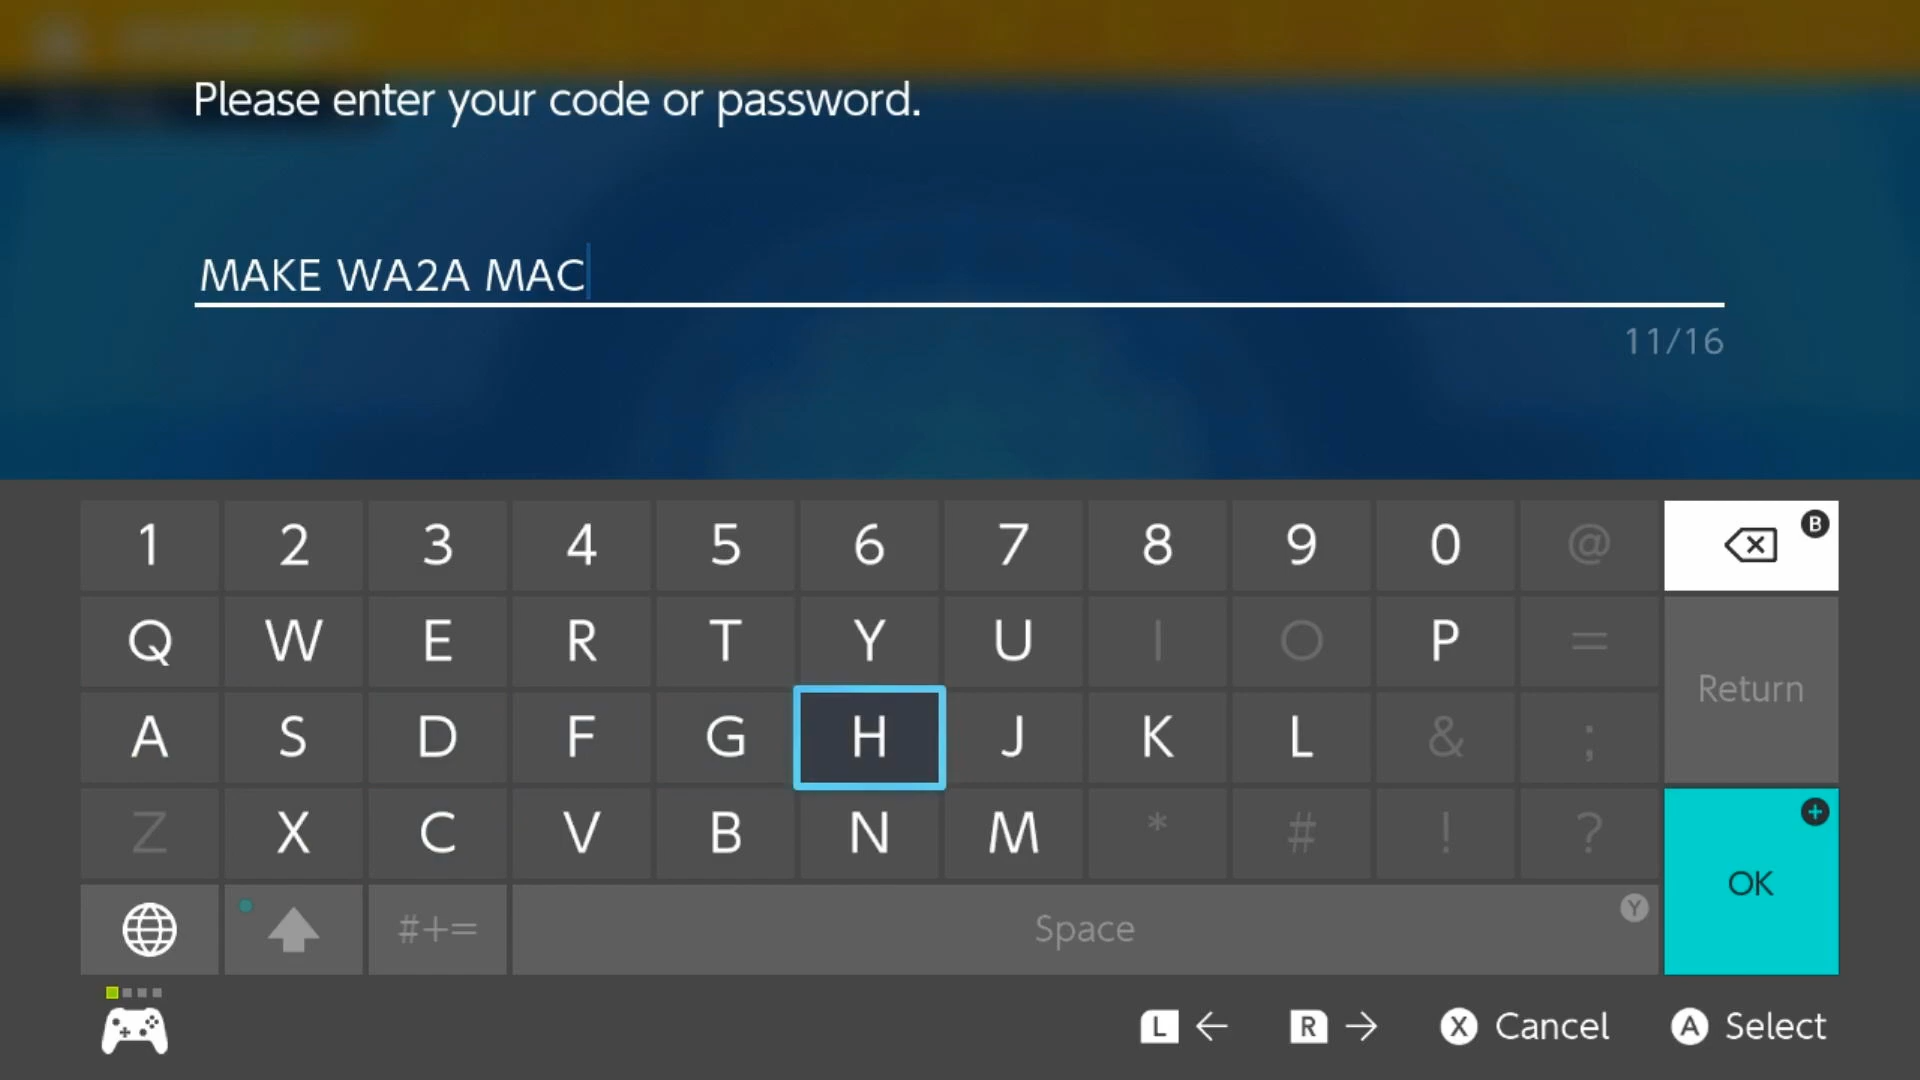 Please enter your code or password.
MAKE WA2A MAC
11/16
1 2 3 4 5 6 7 8 9 0 @ B
Q W E R T Y U I O P =
Return
A S D F G H J K L & ;
Z X C V B N M * # ! ? +
OK
#+= Space Y
L ← R → X Cancel A Select